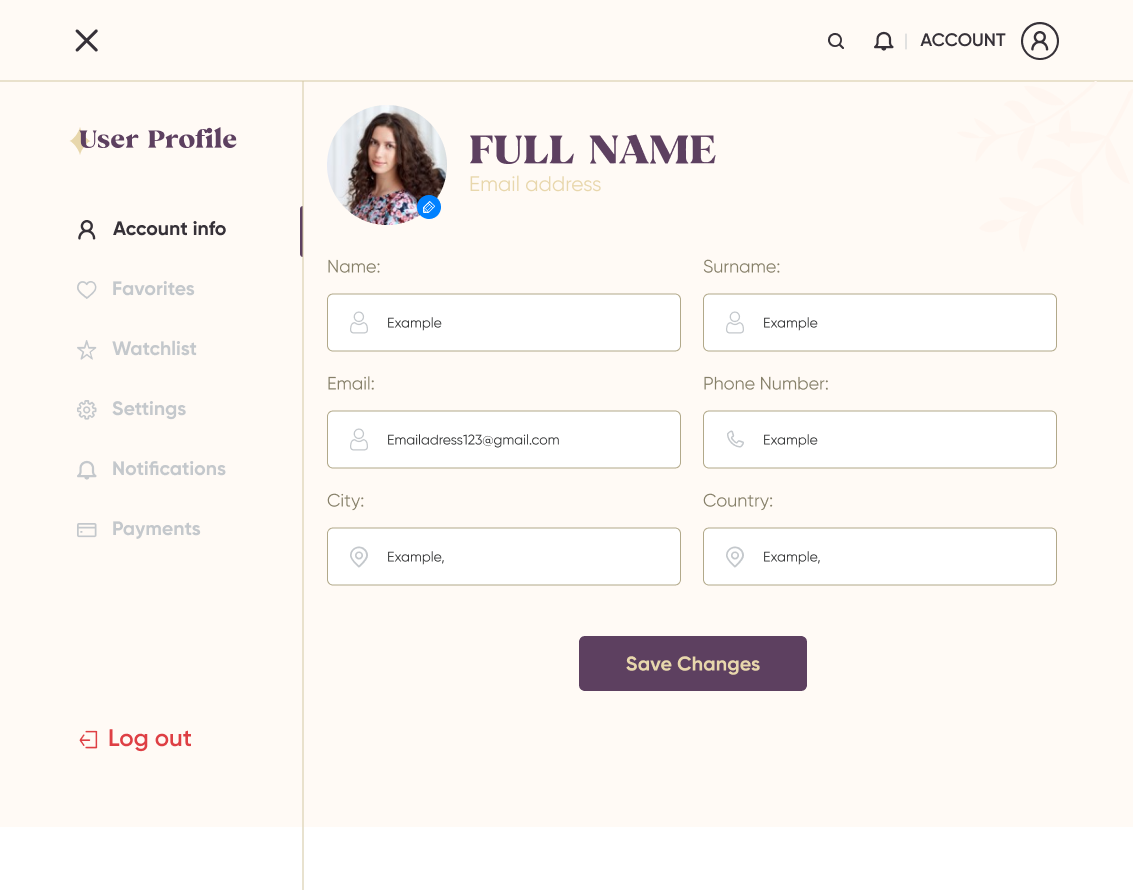 ACCOUNT
User Profile
FULL NAME
Email address
Account info
Favorites
Watchlist
Settings
Notifications
Payments
Log out
Name:
Surname:
Example
Example
Email:
Phone Number:
Emailadress123@gmail.com
Example
City:
Country:
Example,
Example,
Save Changes